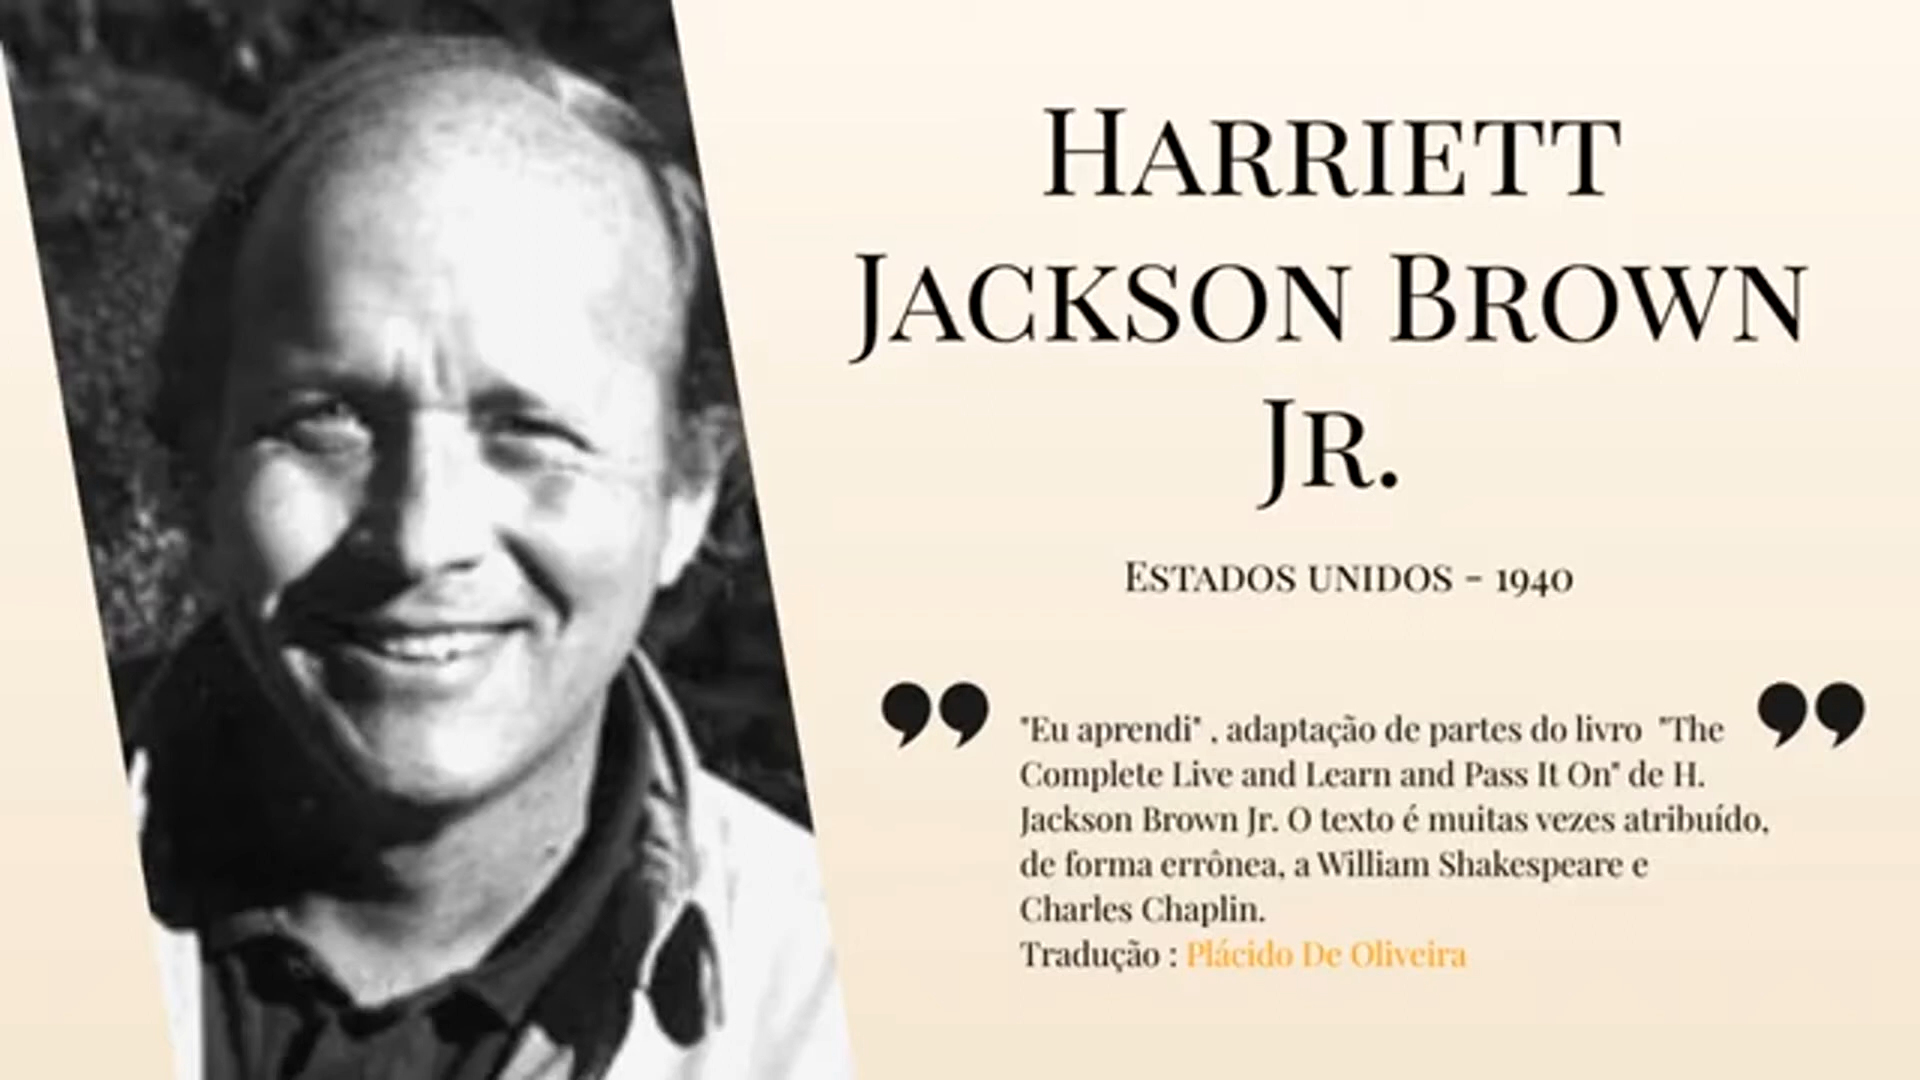 Harriett
Jackson Brown
Jr.
Estados unidos - 1940
"Eu aprendi" , adaptação de partes do livro "The
Complete Live and Learn and Pass It On" de H.
Jackson Brown Jr. O texto é muitas vezes atribuído,
de forma errônea, a William Shakespeare e
Charles Chaplin.
Tradução : Plácido De Oliveira